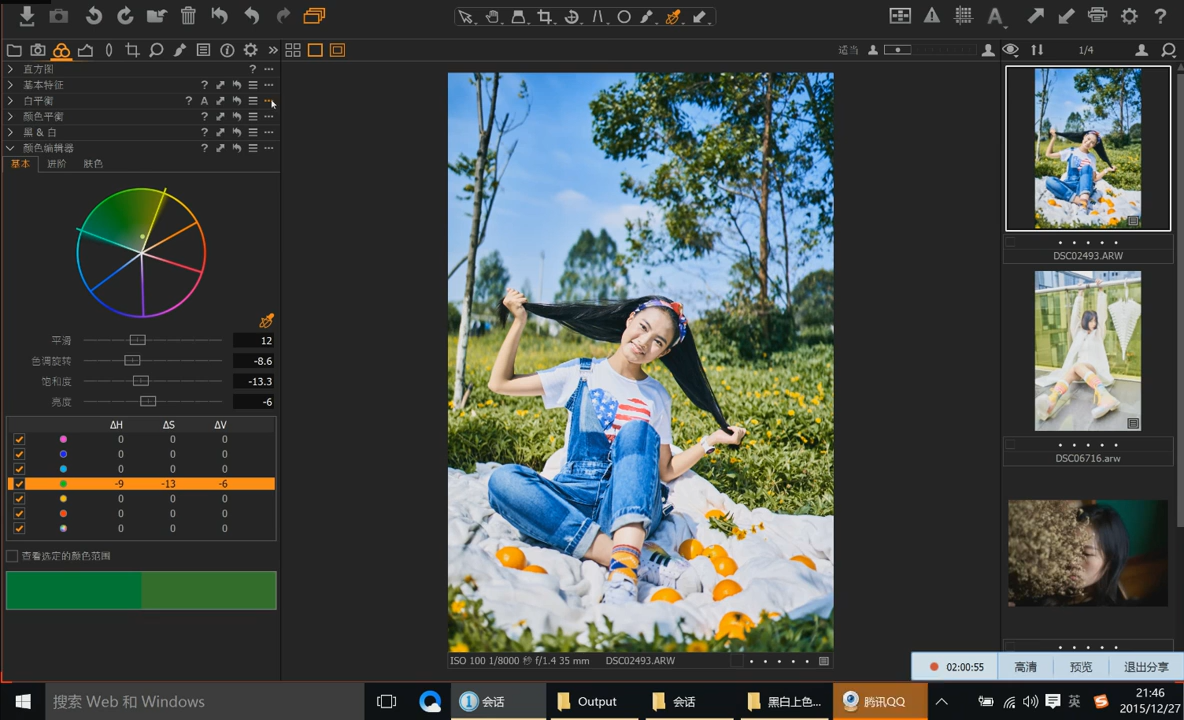 适当
1/4
直方图
基本特征
白平衡
颜色平衡
黑 & 白
颜色编辑器
基本 进阶 肤色
平滑 12
色调旋转 -8.6
饱和度 -13.3
亮度 -6
ΔH ΔS ΔV
0 0 0
0 0 0
0 0 0
-9 -13 -6
0 0 0
0 0 0
0 0 0
查看选定的颜色范围
ISO 100 1/8000 秒 f/1.4 35 mm DSC02493.ARW
DSC02493.ARW
DSC06716.arw
02:00:55 高清 预览 退出分享
搜索 Web 和 Windows
会话
Output
会话
黑白上色...
腾讯QQ
英
21:46
2015/12/27